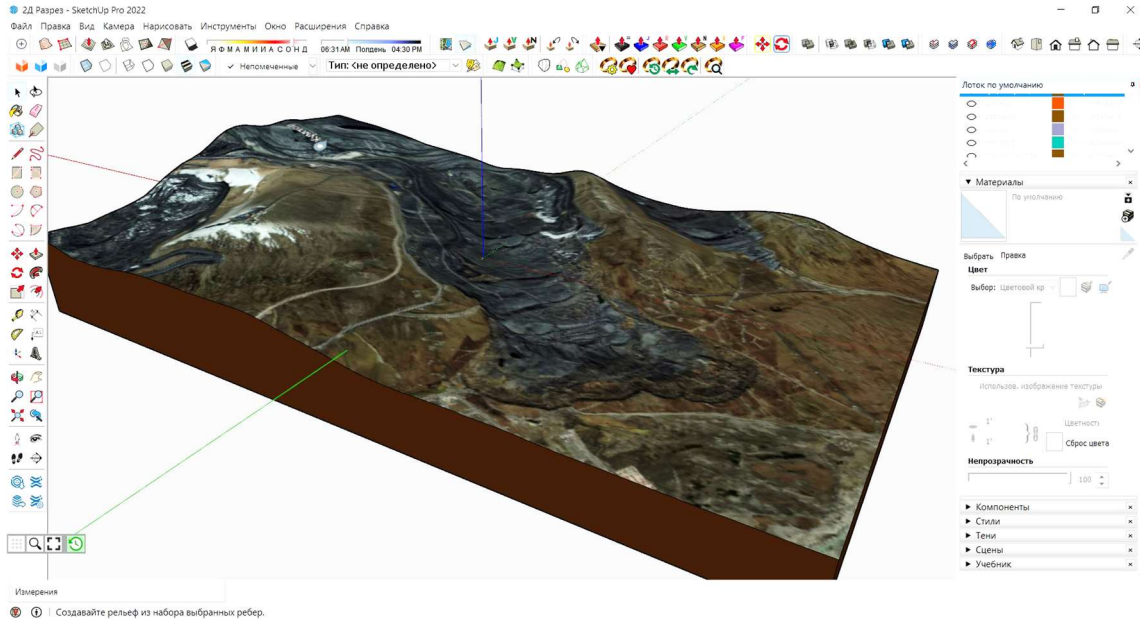 2Д Разрез - SketchUp Pro 2022
Файл Правка Вид Камера Нарисовать Инструменты Окно Расширения Справка
Я Ф М А М И И А С О Н Д 06:31 AM Полдень 04:30 PM
Непомеченные Тип: <не определено>
Лоток по умолчанию
Материалы
По умолчанию
Выбрать Правка
Цвет
Выбор: Цветовой кр
Текстура
Использов. изображение текстуры
1'
1'
Цветность
Сброс цвета
Непрозрачность
100
Компоненты
Стили
Тени
Сцены
Учебник
Измерения
Создавайте рельеф из набора выбранных ребер.